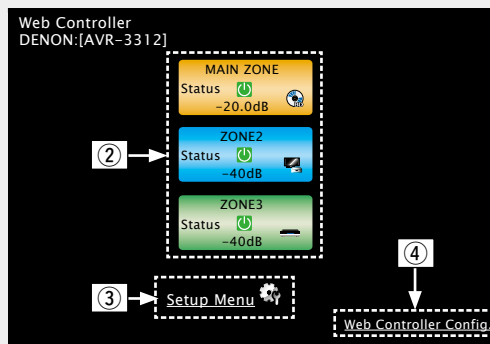 Web Controller
DENON:[AVR-3312]
MAIN ZONE
Status
-20.0dB
② ZONE2
Status
-40dB
ZONE3
Status
-40dB
④
③ Setup Menu
Web Controller Config.